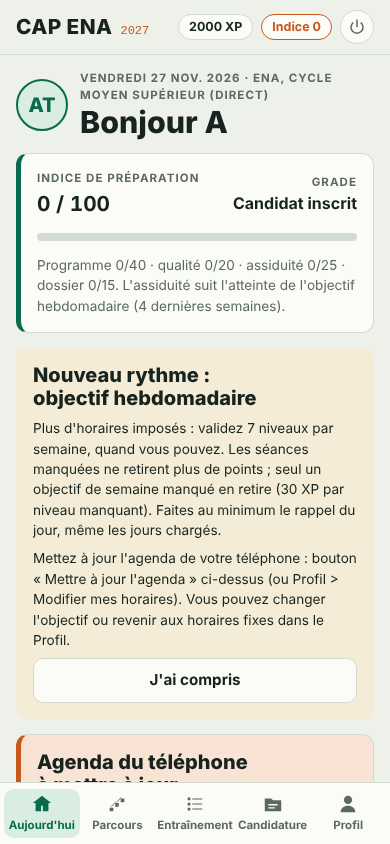 CAP ENA 2027
2000 XP
Indice 0
VENDREDI 27 NOV. 2026 · ENA, CYCLE
MOYEN SUPÉRIEUR (DIRECT)
AT
Bonjour A
INDICE DE PRÉPARATION
0 / 100
GRADE
Candidat inscrit
Programme 0/40 · qualité 0/20 · assiduité 0/25 ·
dossier 0/15. L'assiduité suit l'atteinte de l'objectif
hebdomadaire (4 dernières semaines).
Nouveau rythme :
objectif hebdomadaire
Plus d'horaires imposés : validez 7 niveaux par
semaine, quand vous pouvez. Les séances
manquées ne retirent plus de points ; seul un
objectif de semaine manqué en retire (30 XP par
niveau manquant). Faites au minimum le rappel du
jour, même les jours chargés.
Mettez à jour l'agenda de votre téléphone : bouton
« Mettre à jour l'agenda » ci-dessus (ou Profil >
Modifier mes horaires). Vous pouvez changer
l'objectif ou revenir aux horaires fixes dans le
Profil.
J'ai compris
Agenda du téléphone
à mettre à jour
Aujourd'hui
Parcours
Entraînement
Candidature
Profil